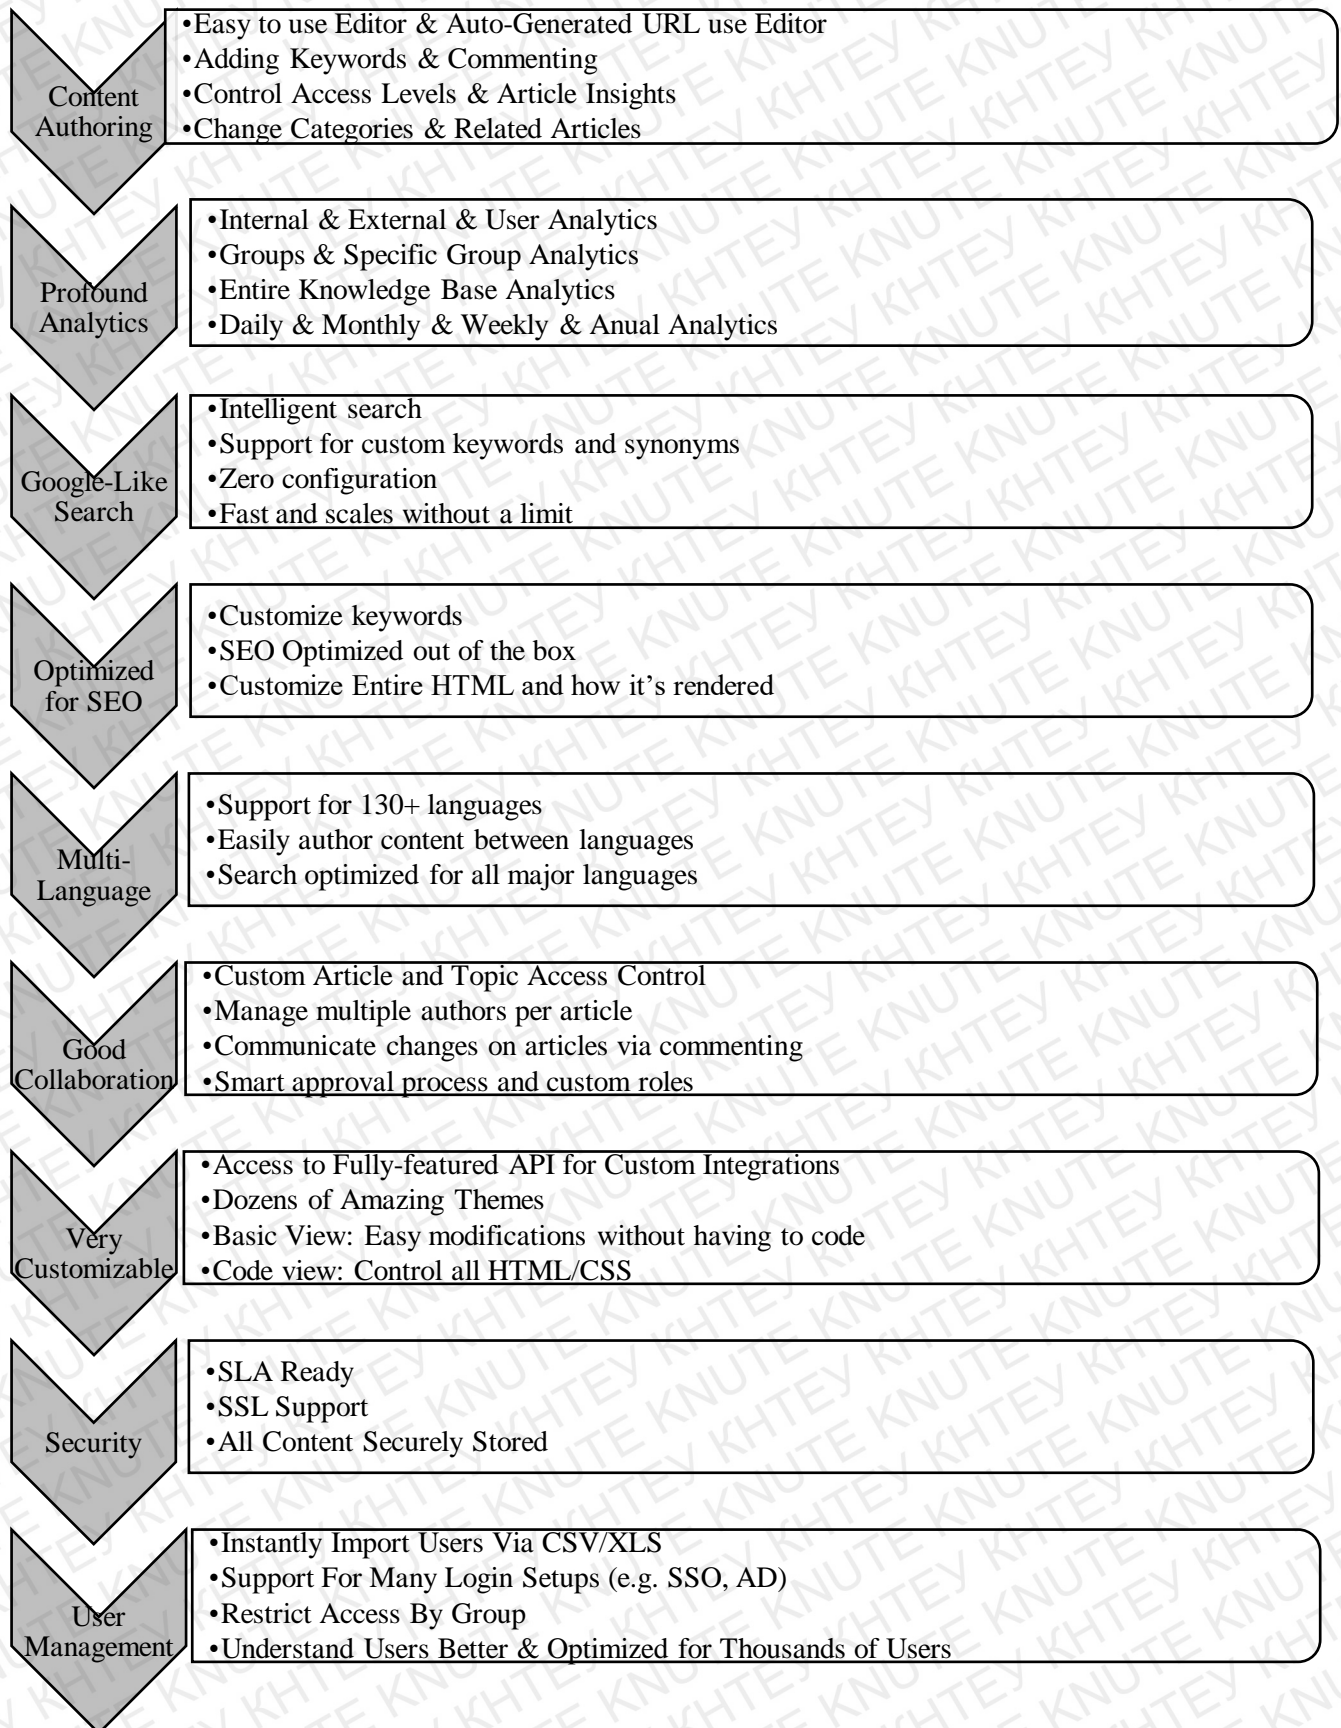 Content
Authoring
•Easy to use Editor & Auto-Generated URL use Editor
•Adding Keywords & Commenting
•Control Access Levels & Article Insights
•Change Categories & Related Articles
Profound
Analytics
•Internal & External & User Analytics
•Groups & Specific Group Analytics
•Entire Knowledge Base Analytics
•Daily & Monthly & Weekly & Anual Analytics
Google-Like
Search
•Intelligent search
•Support for custom keywords and synonyms
•Zero configuration
•Fast and scales without a limit
Optimized
for SEO
•Customize keywords
•SEO Optimized out of the box
•Customize Entire HTML and how it’s rendered
Multi-
Language
•Support for 130+ languages
•Easily author content between languages
•Search optimized for all major languages
Good
Collaboration
•Custom Article and Topic Access Control
•Manage multiple authors per article
•Communicate changes on articles via commenting
•Smart approval process and custom roles
Very
Customizable
•Access to Fully-featured API for Custom Integrations
•Dozens of Amazing Themes
•Basic View: Easy modifications without having to code
•Code view: Control all HTML/CSS
Security
•SLA Ready
•SSL Support
•All Content Securely Stored
User
Management
•Instantly Import Users Via CSV/XLS
•Support For Many Login Setups (e.g. SSO, AD)
•Restrict Access By Group
•Understand Users Better & Optimized for Thousands of Users